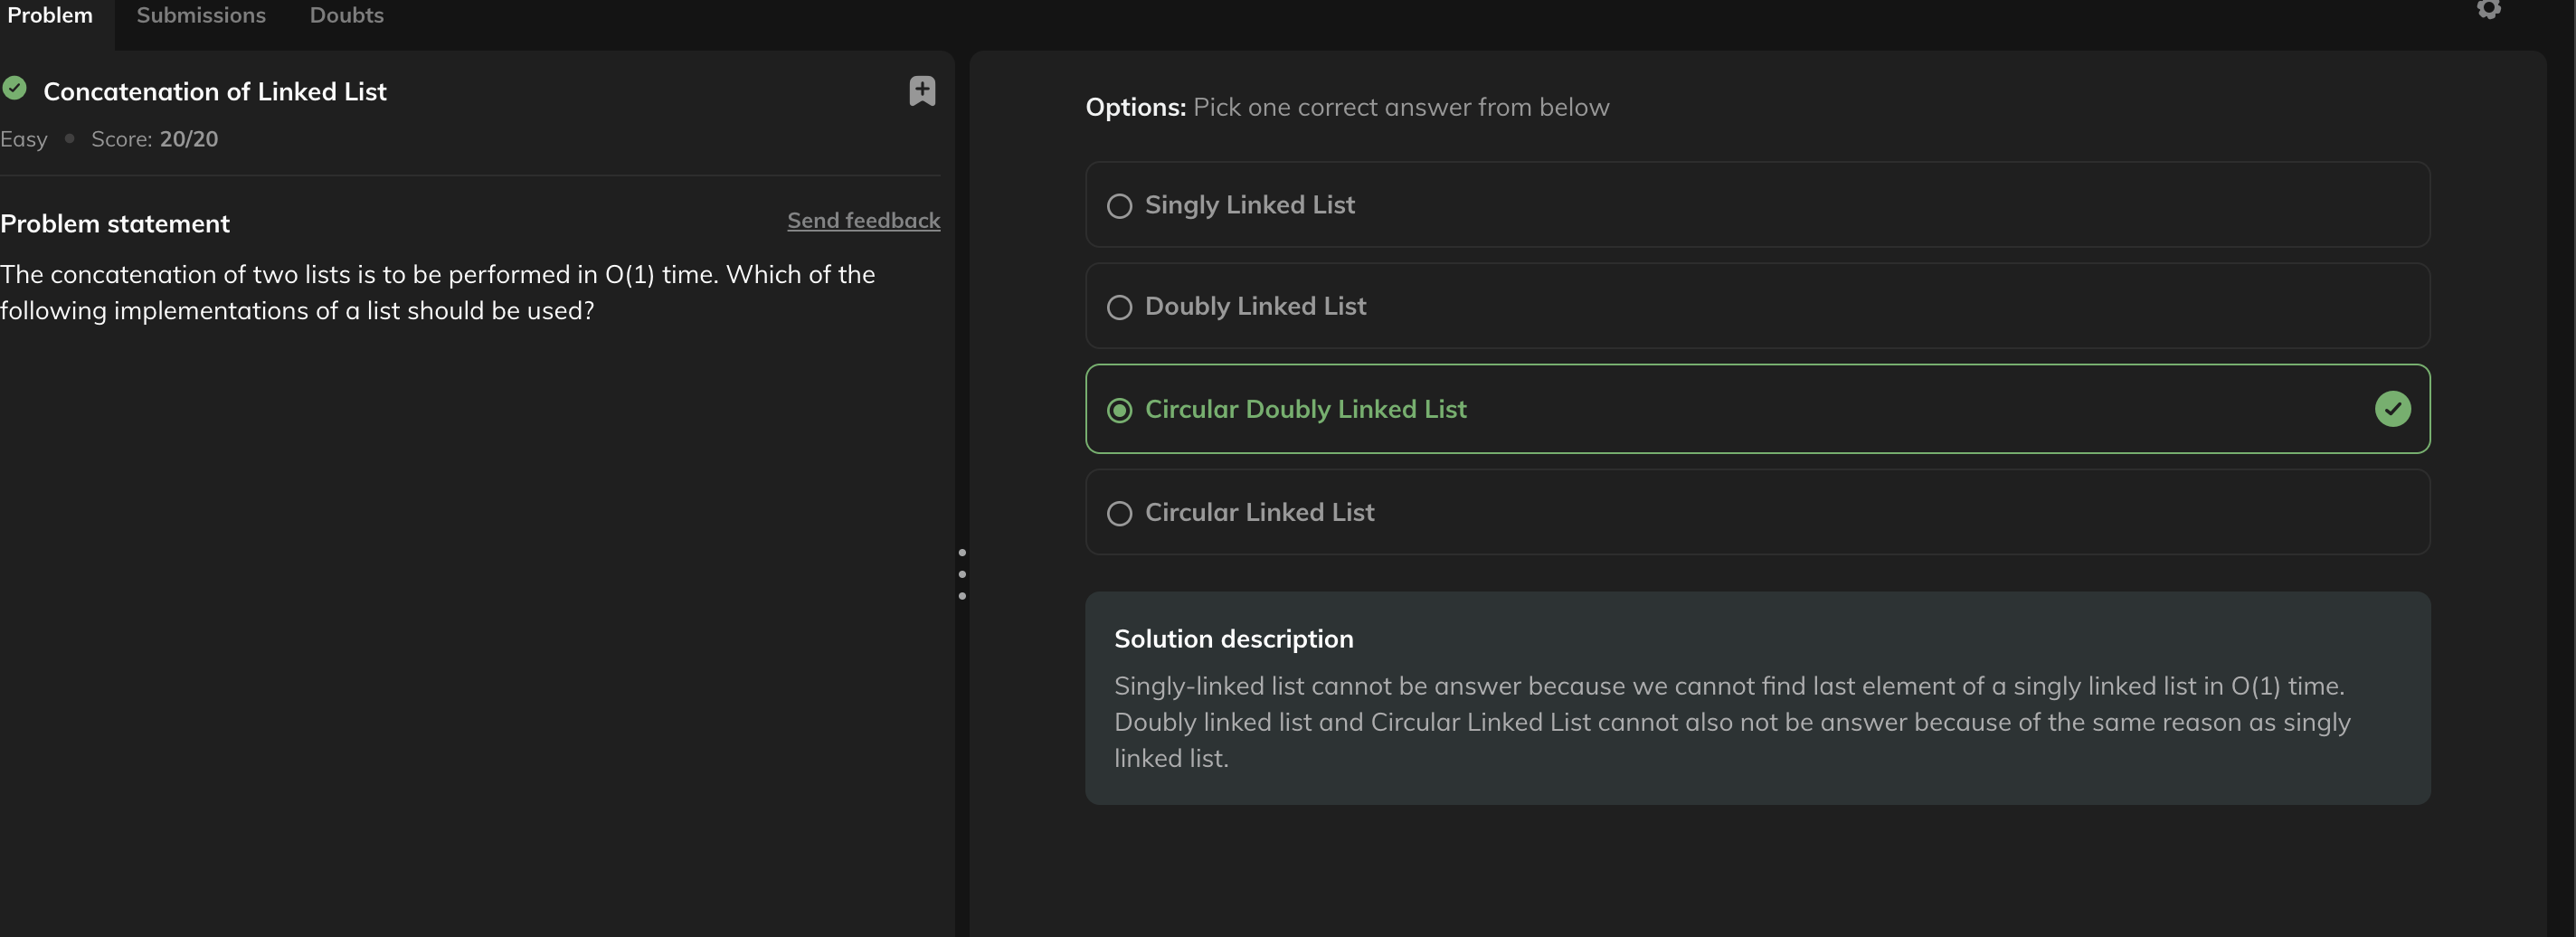 Problem Submissions Doubts
Concatenation of Linked List
Easy • Score: 20/20
Problem statement
Send feedback
The concatenation of two lists is to be performed in O(1) time. Which of the
following implementations of a list should be used?
Options: Pick one correct answer from below
Singly Linked List
Doubly Linked List
Circular Doubly Linked List
Circular Linked List
Solution description
Singly-linked list cannot be answer because we cannot find last element of a singly linked list in O(1) time.
Doubly linked list and Circular Linked List cannot also not be answer because of the same reason as singly
linked list.